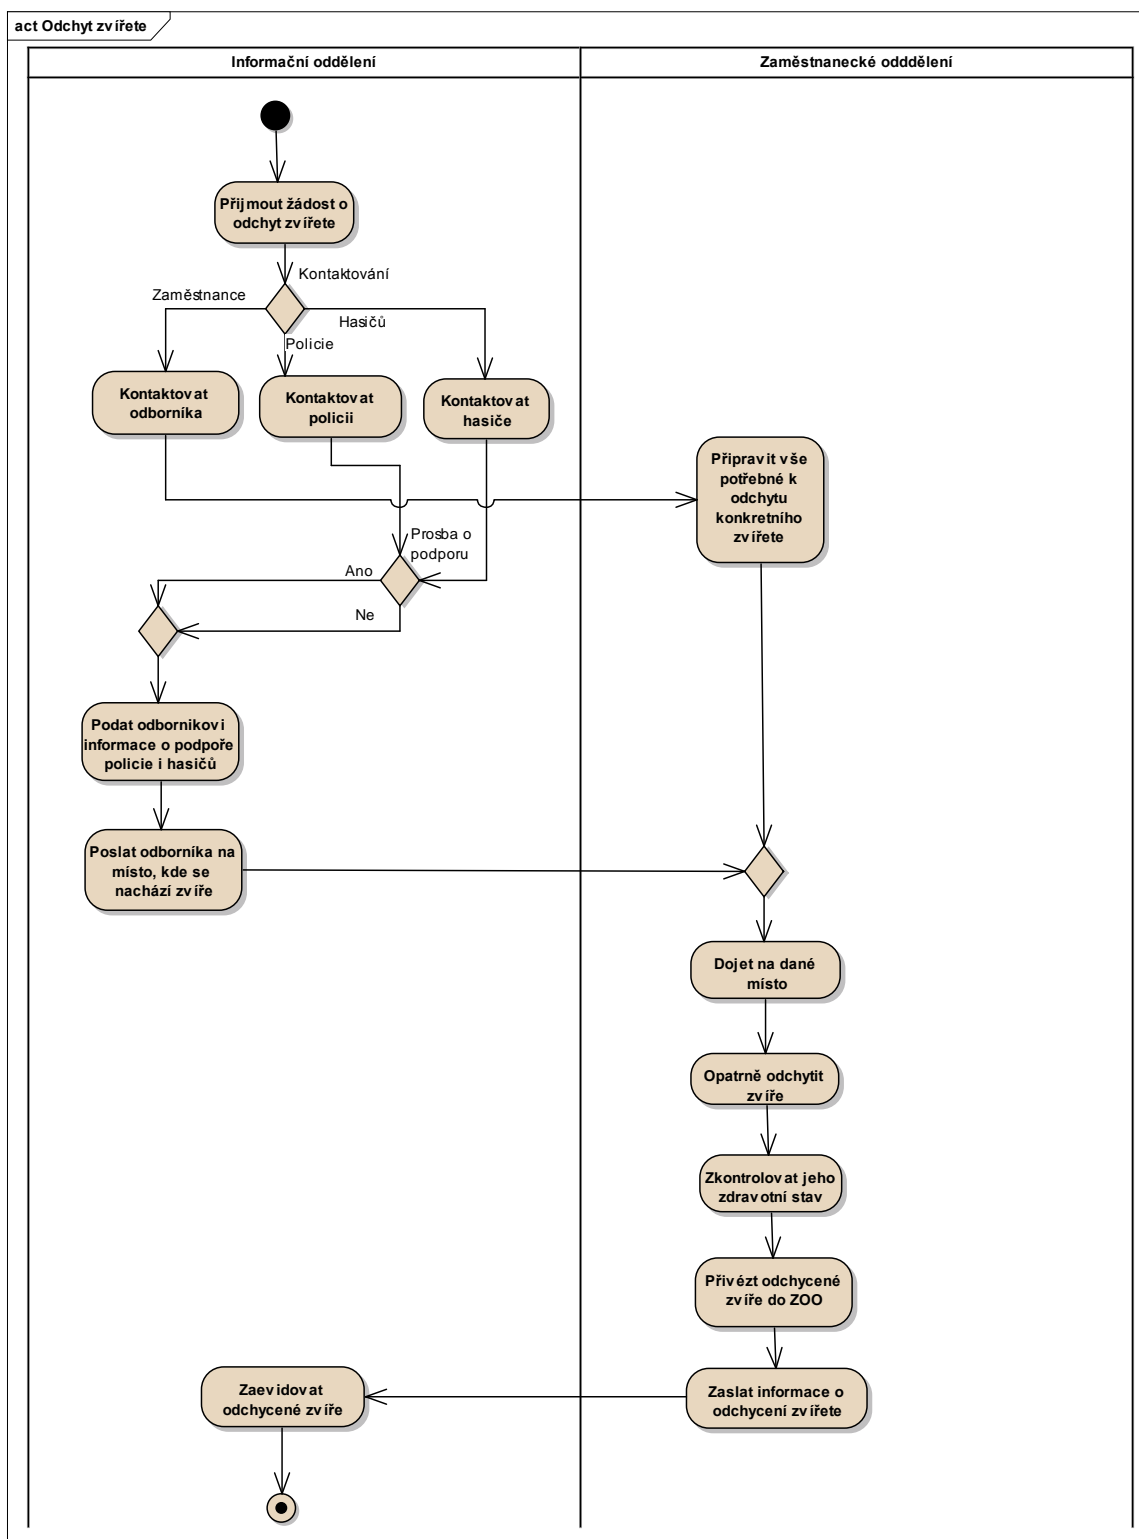 act Odchyt zvířete
Informační oddělení
Zaměstnanecké odddělení
Přijmout žádost o
odchyt zvířete
Kontaktování
Zaměstnance
Hasičů
Policie
Kontaktovat
odborníka
Kontaktovat
policii
Kontaktovat
hasiče
Připravit vše
potřebné k
odchytu
konkretního
zvířete
Prosba o
podporu
Ano
Ne
Podat odbornikovi
informace o podpoře
policie i hasičů
Poslat odborníka na
místo, kde se
nachází zvíře
Dojet na dané
místo
Opatrně odchytit
zvíře
Zkontrolovat jeho
zdravotní stav
Přivézt odchycené
zvíře do ZOO
Zaevidovat
odchycené zvíře
Zaslat informace o
odchycení zvířete